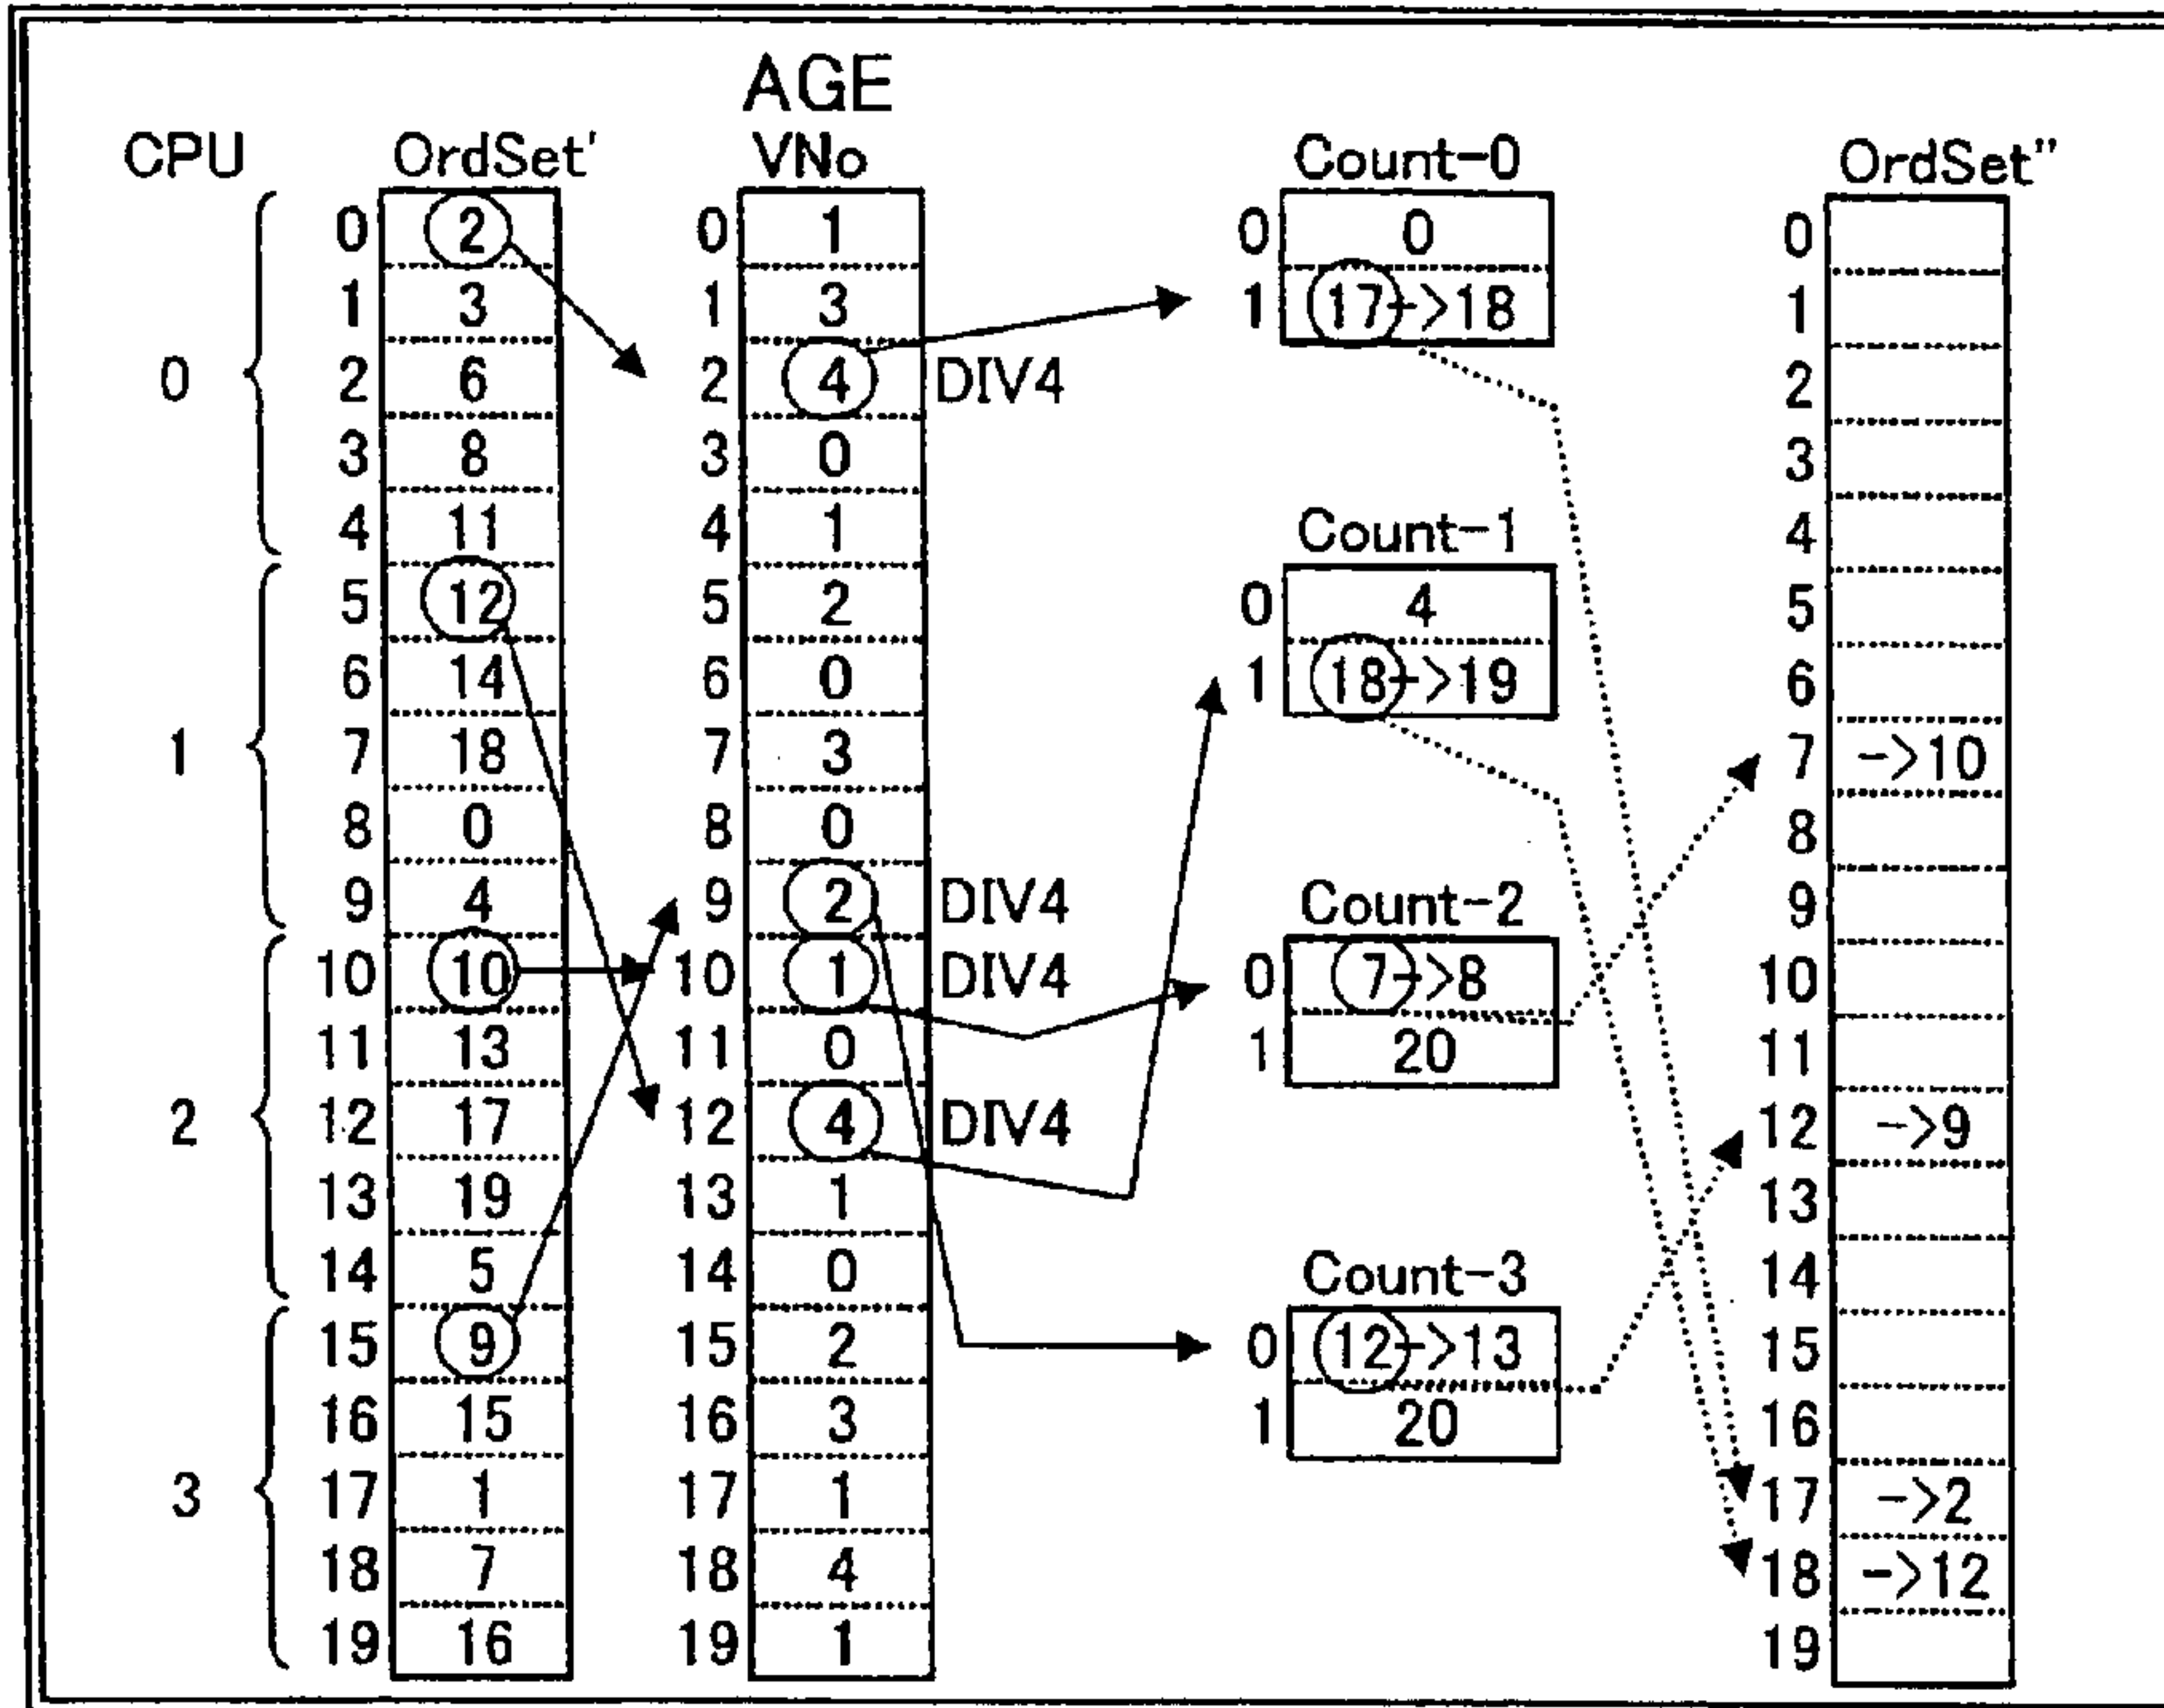 AGE
CPU OrdSet' VNo Count-0 OrdSet"
0 2 0 1 0 0 0
1 3 1 3 1 17->18 1
0 2 6 2 4 DIV4 2
3 8 3 0 3
4 11 4 1 Count-1 4
5 12 5 2 0 4 5
6 14 6 0 1 18->19 6
1 7 18 7 3 7 ->10
8 0 8 0 8
9 4 9 2 DIV4 Count-2 9
10 10 10 1 DIV4 0 7->8 10
11 13 11 0 1 20 11
2 12 17 12 4 DIV4 12 ->9
13 19 13 1 13
14 5 14 0 Count-3 14
15 9 15 2 0 12->13 15
16 15 16 3 1 20 16
3 17 1 17 1 17 ->2
18 7 18 4 18 ->12
19 16 19 1 19